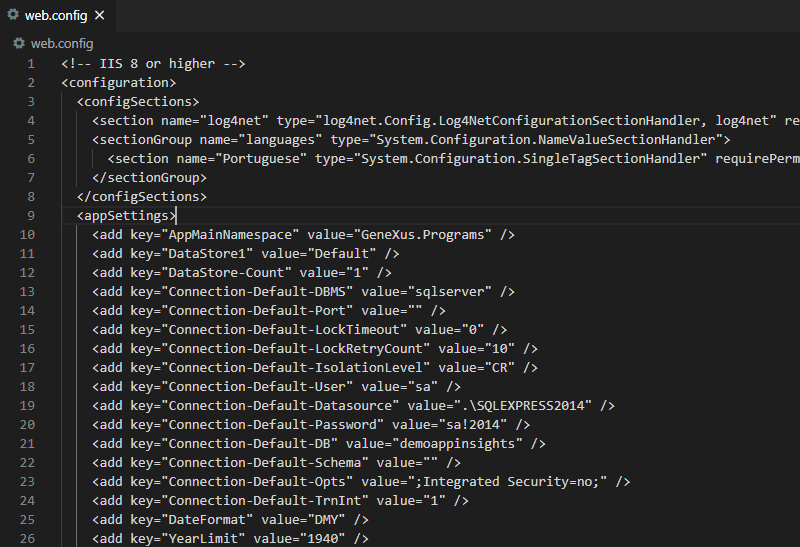 web.config ×
web.config
1 <!-- IIS 8 or higher -->
2 <configuration>
3 <configSections>
4 <section name="log4net" type="log4net.Config.Log4NetConfigurationSectionHandler, log4net" re
5 <sectionGroup name="languages" type="System.Configuration.NameValueSectionHandler">
6 <section name="Portuguese" type="System.Configuration.SingleTagSectionHandler" requirePerm
7 </sectionGroup>
8 </configSections>
9 <appSettings>
10 <add key="AppMainNamespace" value="GeneXus.Programs" />
11 <add key="DataStore1" value="Default" />
12 <add key="DataStore-Count" value="1" />
13 <add key="Connection-Default-DBMS" value="sqlserver" />
14 <add key="Connection-Default-Port" value="" />
15 <add key="Connection-Default-LockTimeout" value="0" />
16 <add key="Connection-Default-LockRetryCount" value="10" />
17 <add key="Connection-Default-IsolationLevel" value="CR" />
18 <add key="Connection-Default-User" value="sa" />
19 <add key="Connection-Default-Datasource" value=".\SQLEXPRESS2014" />
20 <add key="Connection-Default-Password" value="sa!2014" />
21 <add key="Connection-Default-DB" value="demoappinsights" />
22 <add key="Connection-Default-Schema" value="" />
23 <add key="Connection-Default-Opts" value=";Integrated Security=no;" />
24 <add key="Connection-Default-TrnInt" value="1" />
25 <add key="DateFormat" value="DMY" />
26 <add key="YearLimit" value="1940" />